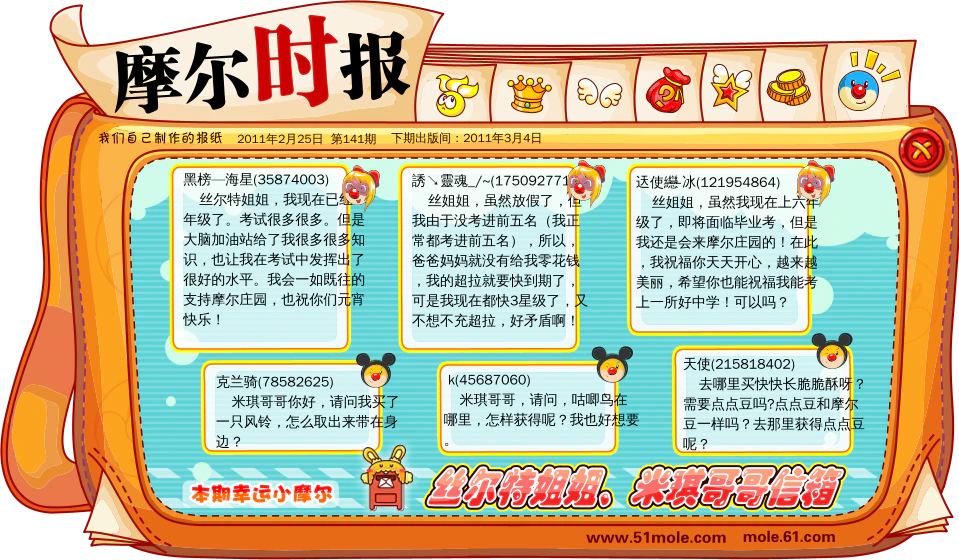 摩尔时报
我们自己制作的报纸 2011年2月25日 第141期 下期出版间：2011年3月4日
黑榜—海星(35874003)
丝尔特姐姐，我现在已经
年级了。考试很多很多。但是
大脑加油站给了我很多很多知
识，也让我在考试中发挥出了
很好的水平。我会一如既往的
支持摩尔庄园，也祝你们元宵
快乐！
誘↘靈魂_/~(175092771
丝姐姐，虽然放假了，但
我由于没考进前五名（我正
常都考进前五名），所以，
爸爸妈妈就没有给我零花钱
，我的超拉就要快到期了，
可是我现在都快3星级了，又
不想不充超拉，好矛盾啊！
-冰(121954864)
丝姐姐，虽然我现在上六年
级了，即将面临毕业考，但是
我还是会来摩尔庄园的！在此
，我祝福你天天开心，越来越
美丽，希望你也能祝福我能考
上一所好中学！可以吗？
克兰骑(78582625)
米琪哥哥你好，请问我买了
一只风铃，怎么取出来带在身
边？
k(45687060)
米琪哥哥，请问，咕唧鸟在
哪里，怎样获得呢？我也好想要
。
天使(215818402)
去哪里买快快长脆脆酥呀？
需要点点豆吗?点点豆和摩尔
豆一样吗？去那里获得点点豆
呢？
本期幸运小摩尔
丝尔特姐姐、米琪哥哥信箱
www.51mole.com mole.61.com